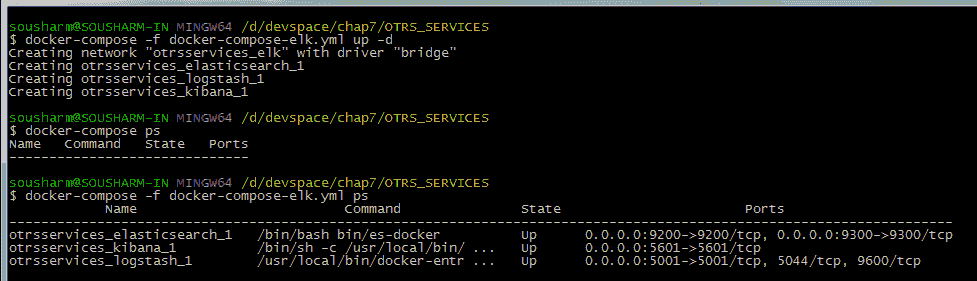 sousharm@SOUSHARM-IN MINGW64 /d/devspace/chap7/OTRS_SERVICES
$ docker-compose -f docker-compose-elk.yml up -d
Creating network "otrsservices_elk" with driver "bridge"
Creating otrsservices_elasticsearch_1
Creating otrsservices_logstash_1
Creating otrsservices_kibana_1
sousharm@SOUSHARM-IN MINGW64 /d/devspace/chap7/OTRS_SERVICES
$ docker-compose ps
Name   Command   State   Ports
------------------------------
sousharm@SOUSHARM-IN MINGW64 /d/devspace/chap7/OTRS_SERVICES
$ docker-compose -f docker-compose-elk.yml ps
Name   Command   State   Ports
-----------------------------------------------------------------------------------------------------------------------
otrsservices_elasticsearch_1   /bin/bash bin/es-docker   Up   0.0.0.0:9200->9200/tcp, 0.0.0.0:9300->9300/tcp
otrsservices_kibana_1   /bin/sh -c /usr/local/bin/ ...   Up   0.0.0.0:5601->5601/tcp
otrsservices_logstash_1   /usr/local/bin/docker-entr ...   Up   0.0.0.0:5001->5001/tcp, 5044/tcp, 9600/tcp